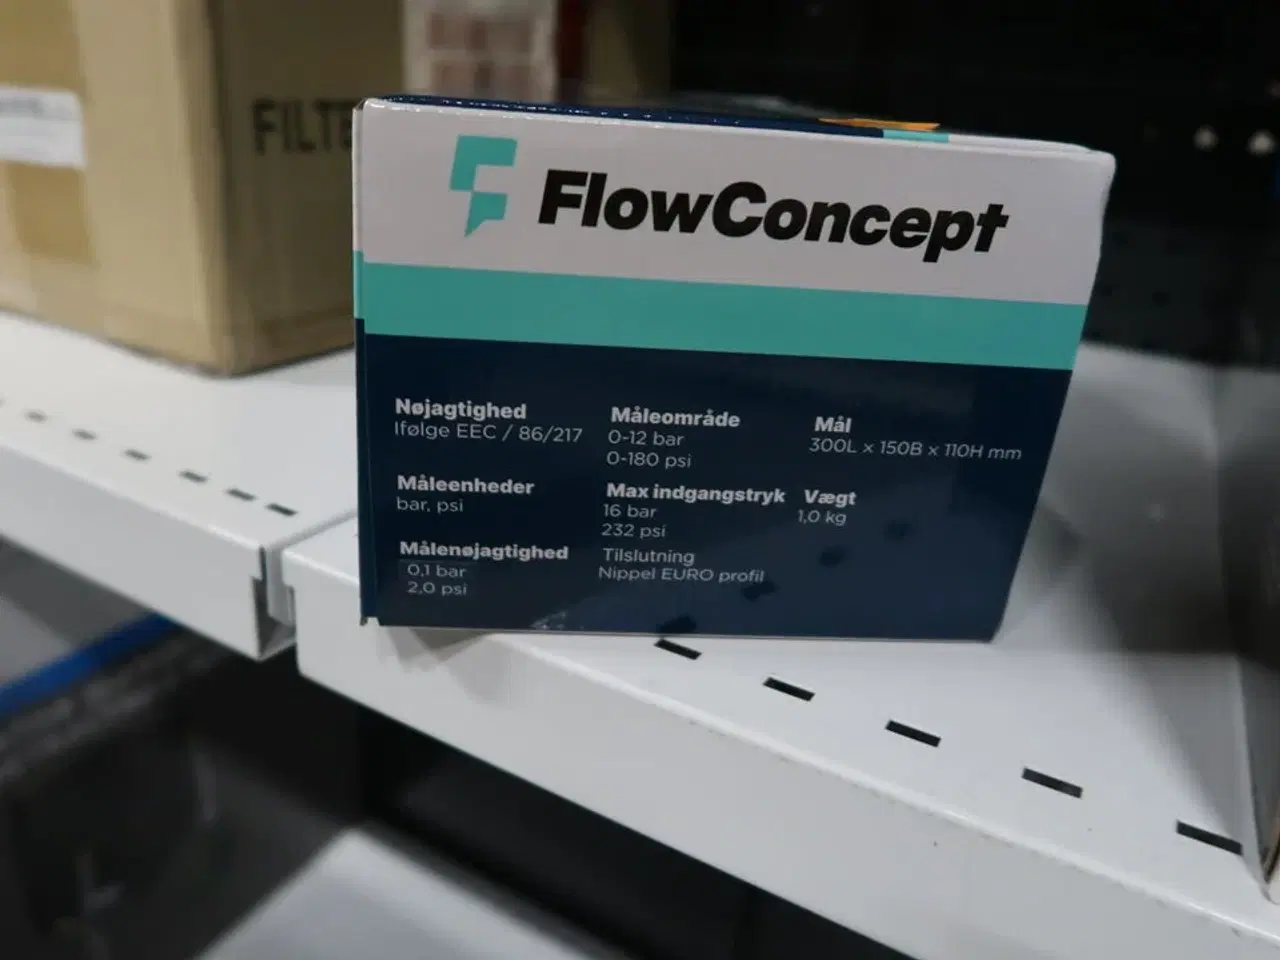 FILTE
FlowConcept
Nøjagtighed
Ifølge EEC / 86/217
Måleenheder
bar, psi
Målenøjagtighed
0,1 bar
2,0 psi
Måleområde
0-12 bar
0-180 psi
Max indgangstryk
16 bar
232 psi
Tilslutning
Nippel EURO profil
Mål
300L x 150B x 110H mm
Vægt
1,0 kg